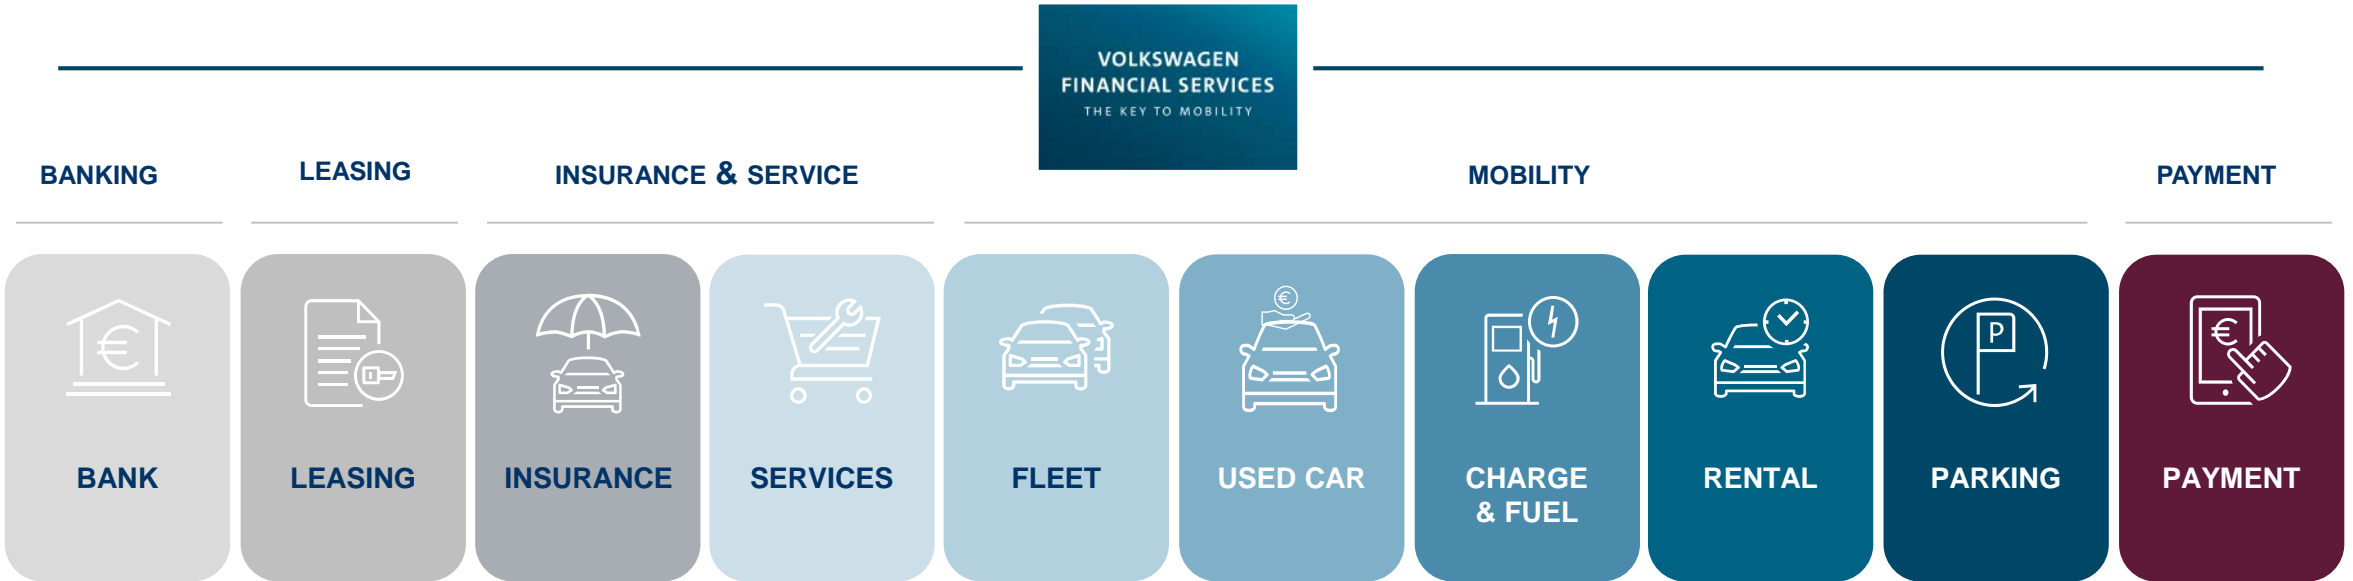 VOLKSWAGEN
FINANCIAL SERVICES
THE KEY TO MOBILITY
BANKING
LEASING
INSURANCE & SERVICE
MOBILITY
PAYMENT
€
€
€
P
BANK
LEASING
INSURANCE
SERVICES
FLEET
USED CAR
CHARGE
& FUEL
RENTAL
PARKING
PAYMENT